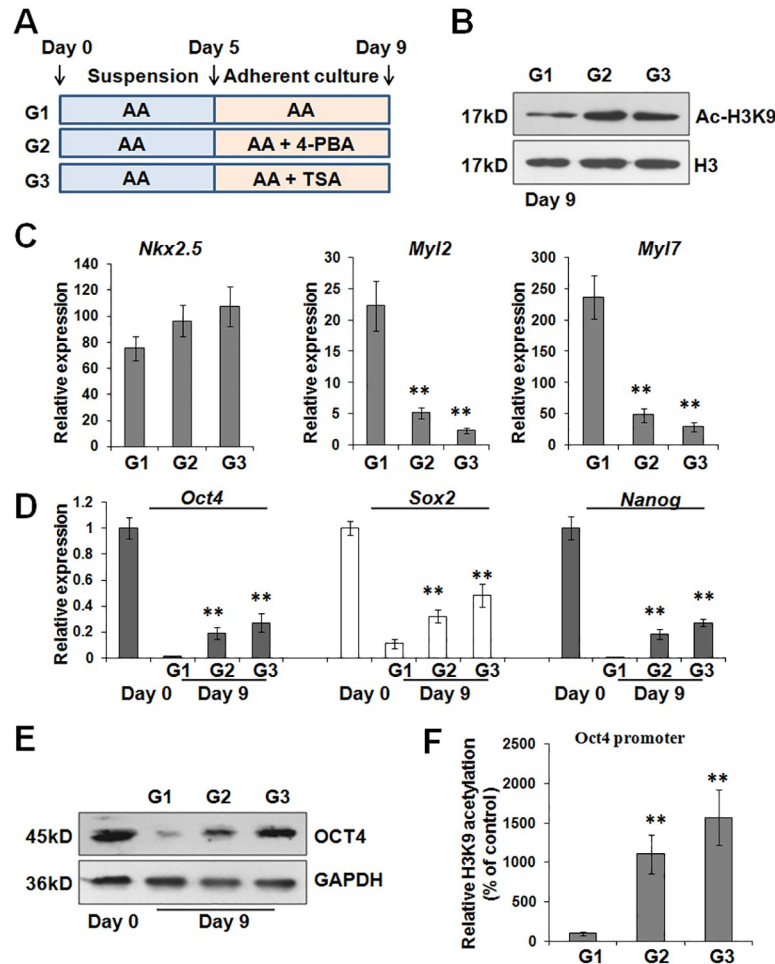 A
Day 0 Day 5 Day 9
Suspension Adherent culture
G1 AA AA
G2 AA AA + 4-PBA
G3 AA AA + TSA
B
G1 G2 G3
17kD Ac-H3K9
17kD H3
Day 9
C
Nkx2.5
Relative expression
140
120
100
80
60
40
20
0
G1 G2 G3
Myl2
Relative expression
25
20
15
10
5
0
** **
G1 G2 G3
Myl7
Relative expression
300
250
200
150
100
50
0
** **
G1 G2 G3
D
Oct4 Sox2 Nanog
Relative expression
1.2
1
0.8
0.6
0.4
0.2
0
** ** ** ** ** **
G1 G2 G3 G1 G2 G3 G1 G2 G3
Day 0 Day 9 Day 0 Day 9 Day 0 Day 9
E
G1 G2 G3
45kD OCT4
36kD GAPDH
Day 0 Day 9
F
Oct4 promoter
Relative H3K9 acetylation
(% of control)
2500
2000
1500
1000
500
0
** **
G1 G2 G3